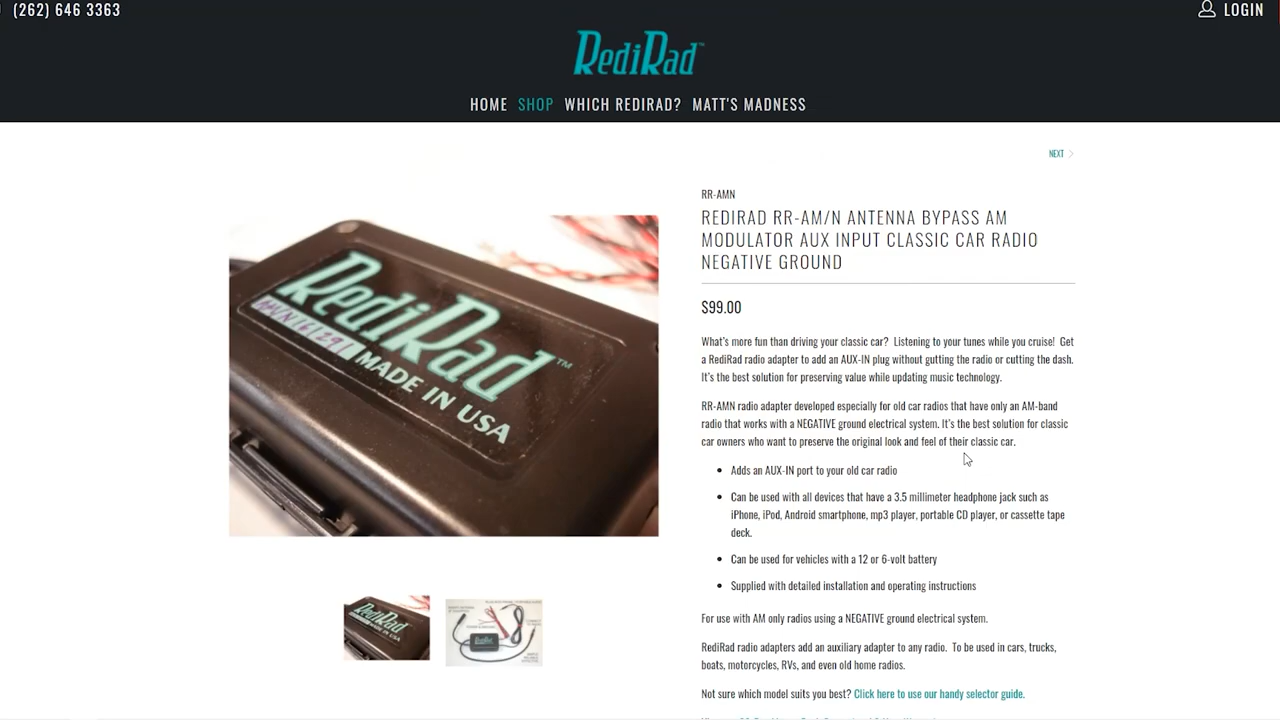 (262) 646 3363
LOGIN
RediRad™
HOME SHOP WHICH REDIRAD? MATT'S MADNESS
NEXT
RR-AMN
REDIRAD RR-AM/N ANTENNA BYPASS AM
MODULATOR AUX INPUT CLASSIC CAR RADIO
NEGATIVE GROUND
$99.00
What's more fun than driving your classic car? Listening to your tunes while you cruise! Get
a RediRad radio adapter to add an AUX-IN plug without gutting the radio or cutting the dash.
It's the best solution for preserving value while updating music technology.
RR-AMN radio adapter developed especially for old car radios that have only an AM-band
radio that works with a NEGATIVE ground electrical system. It's the best solution for classic
car owners who want to preserve the original look and feel of their classic car.
Adds an AUX-IN port to your old car radio
Can be used with all devices that have a 3.5 millimeter headphone jack such as
iPhone, iPod, Android smartphone, mp3 player, portable CD player, or cassette tape
deck.
Can be used for vehicles with a 12 or 6-volt battery
Supplied with detailed installation and operating instructions
For use with AM only radios using a NEGATIVE ground electrical system.
RediRad radio adapters add an auxiliary adapter to any radio. To be used in cars, trucks,
boats, motorcycles, RVs, and even old home radios.
Not sure which model suits you best? Click here to use our handy selector guide.
RediRad™
MADE IN USA
RediRad
MADE IN USA